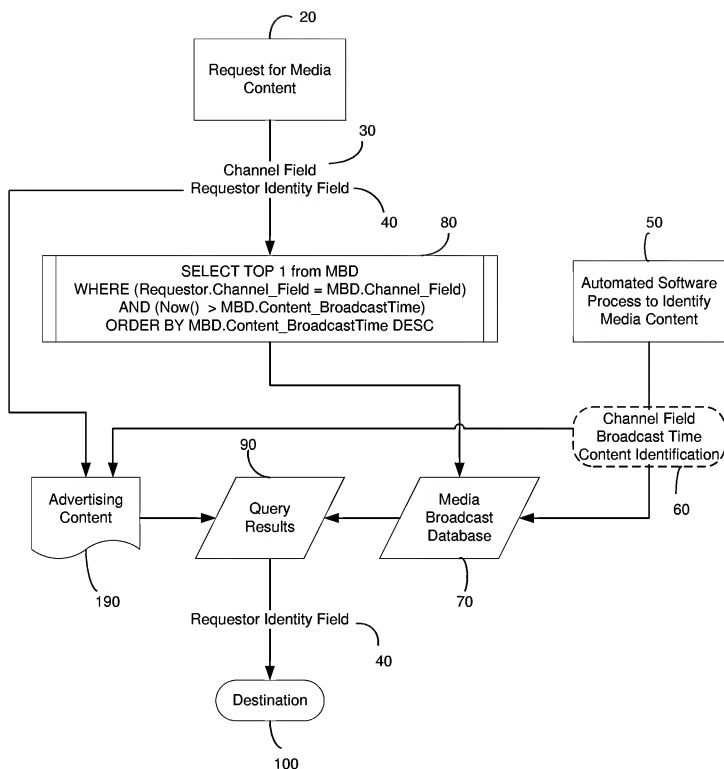 20
Request for Media
Content
30
Channel Field
Requestor Identity Field
40
80
50
SELECT TOP 1 from MBD
WHERE (Requestor.Channel_Field = MBD.Channel_Field)
AND (Now() > MBD.Content_BroadcastTime)
ORDER BY MBD.Content_BroadcastTime DESC
Automated Software
Process to Identify
Media Content
Channel Field
Broadcast Time
Content Identification
60
90
Advertising
Content
Query
Results
Media
Broadcast
Database
190
70
Requestor Identity Field
40
Destination
100